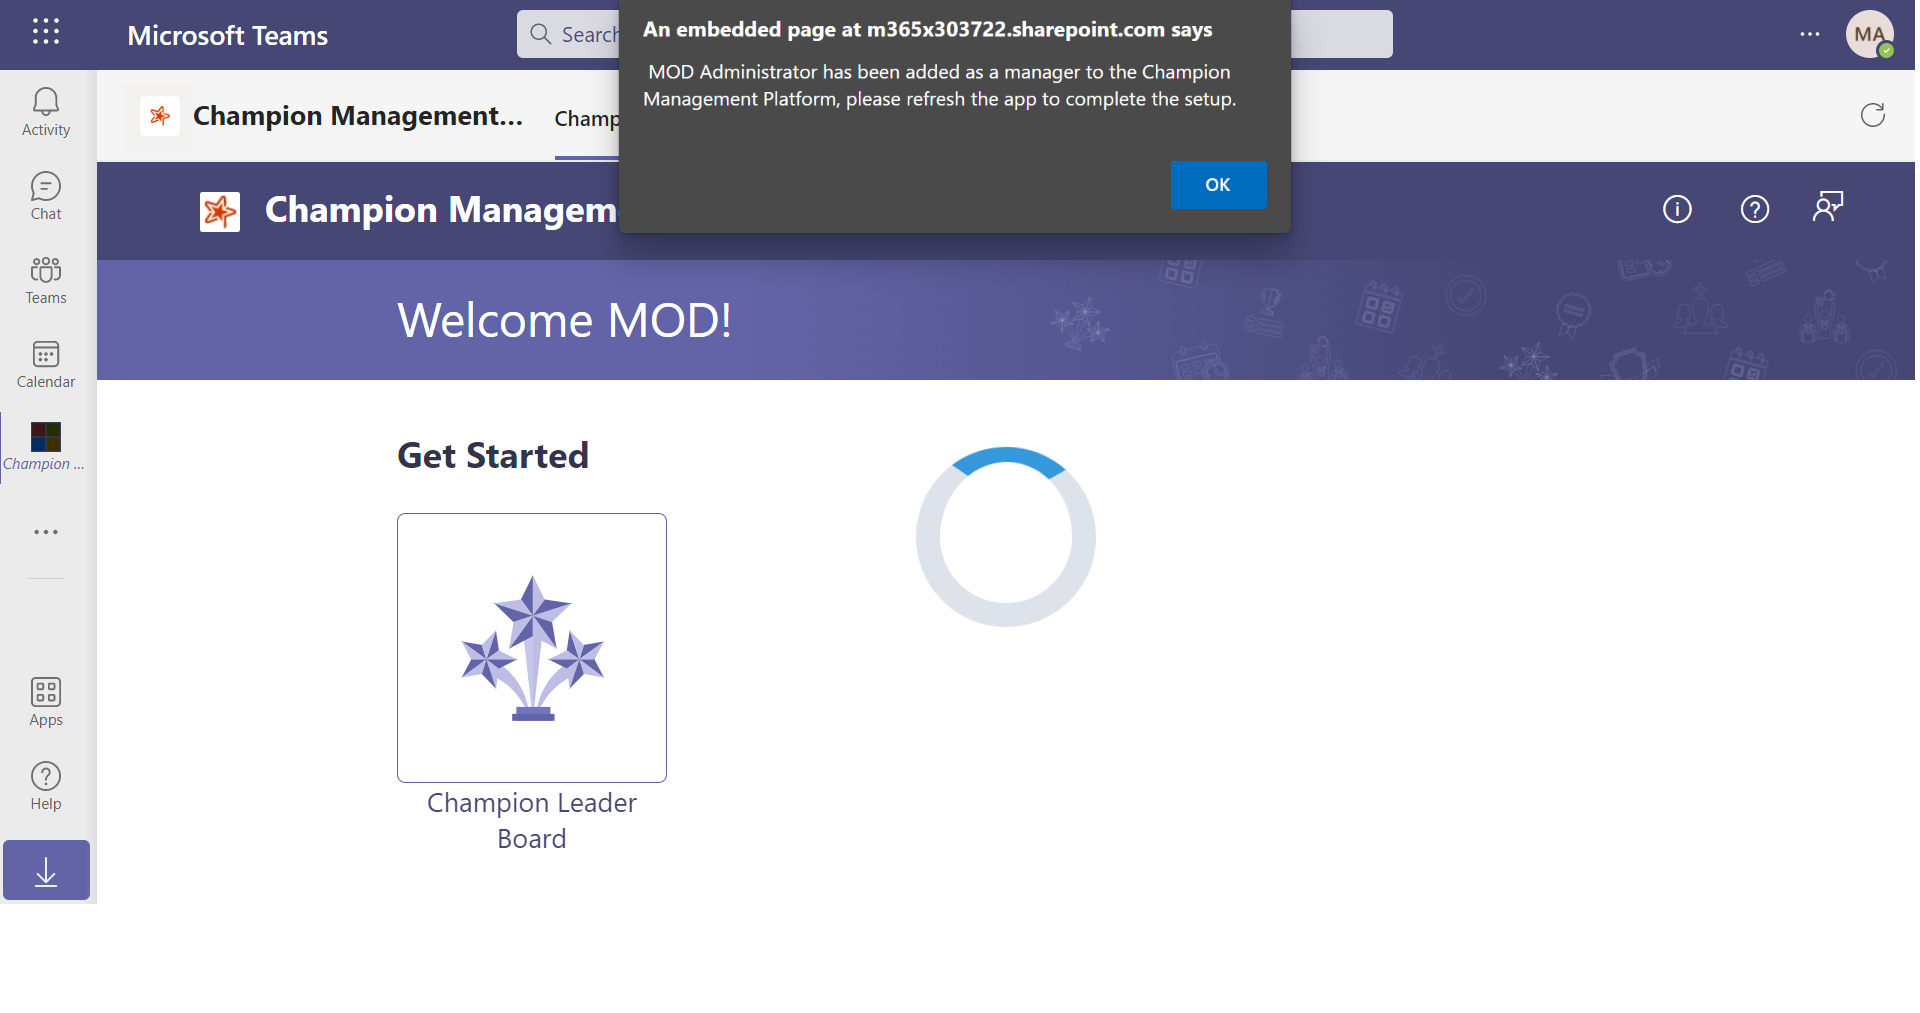 Microsoft Teams
Search
An embedded page at m365x303722.sharepoint.com says
MOD Administrator has been added as a manager to the Champion
Management Platform, please refresh the app to complete the setup.
OK
MA
Activity
Chat
Teams
Calendar
Champion ...
Apps
Help
Champion Management...
Champ
Champion Managem
Welcome MOD!
Get Started
Champion Leader
Board